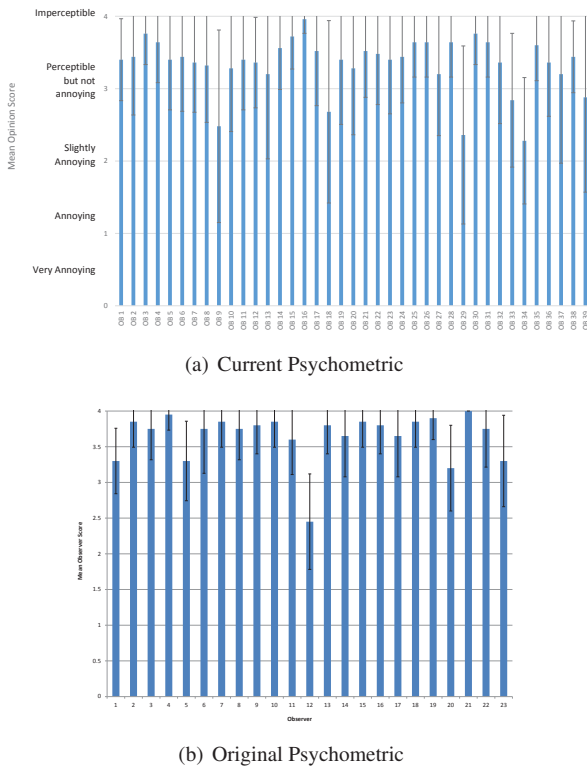 Mean Opinion Score
Imperceptible
Perceptible
but not
annoying
Slightly
Annoying
Annoying
Very Annoying
4
3
2
1
0
OB 1 OB 2 OB 3 OB 4 OB 5 OB 6 OB 7 OB 8 OB 9 OB 10 OB 11 OB 12 OB 13 OB 14 OB 15 OB 16 OB 17 OB 18 OB 19 OB 20 OB 21 OB 22 OB 23 OB 24 OB 25 OB 26 OB 27 OB 28 OB 29 OB 30 OB 31 OB 32 OB 33 OB 34 OB 35 OB 36 OB 37 OB 38 OB 39
(a) Current Psychometric
Mean Observer Score
4
3.5
3
2.5
2
1.5
1
0.5
0
1 2 3 4 5 6 7 8 9 10 11 12 13 14 15 16 17 18 19 20 21 22 23
Observer
(b) Original Psychometric